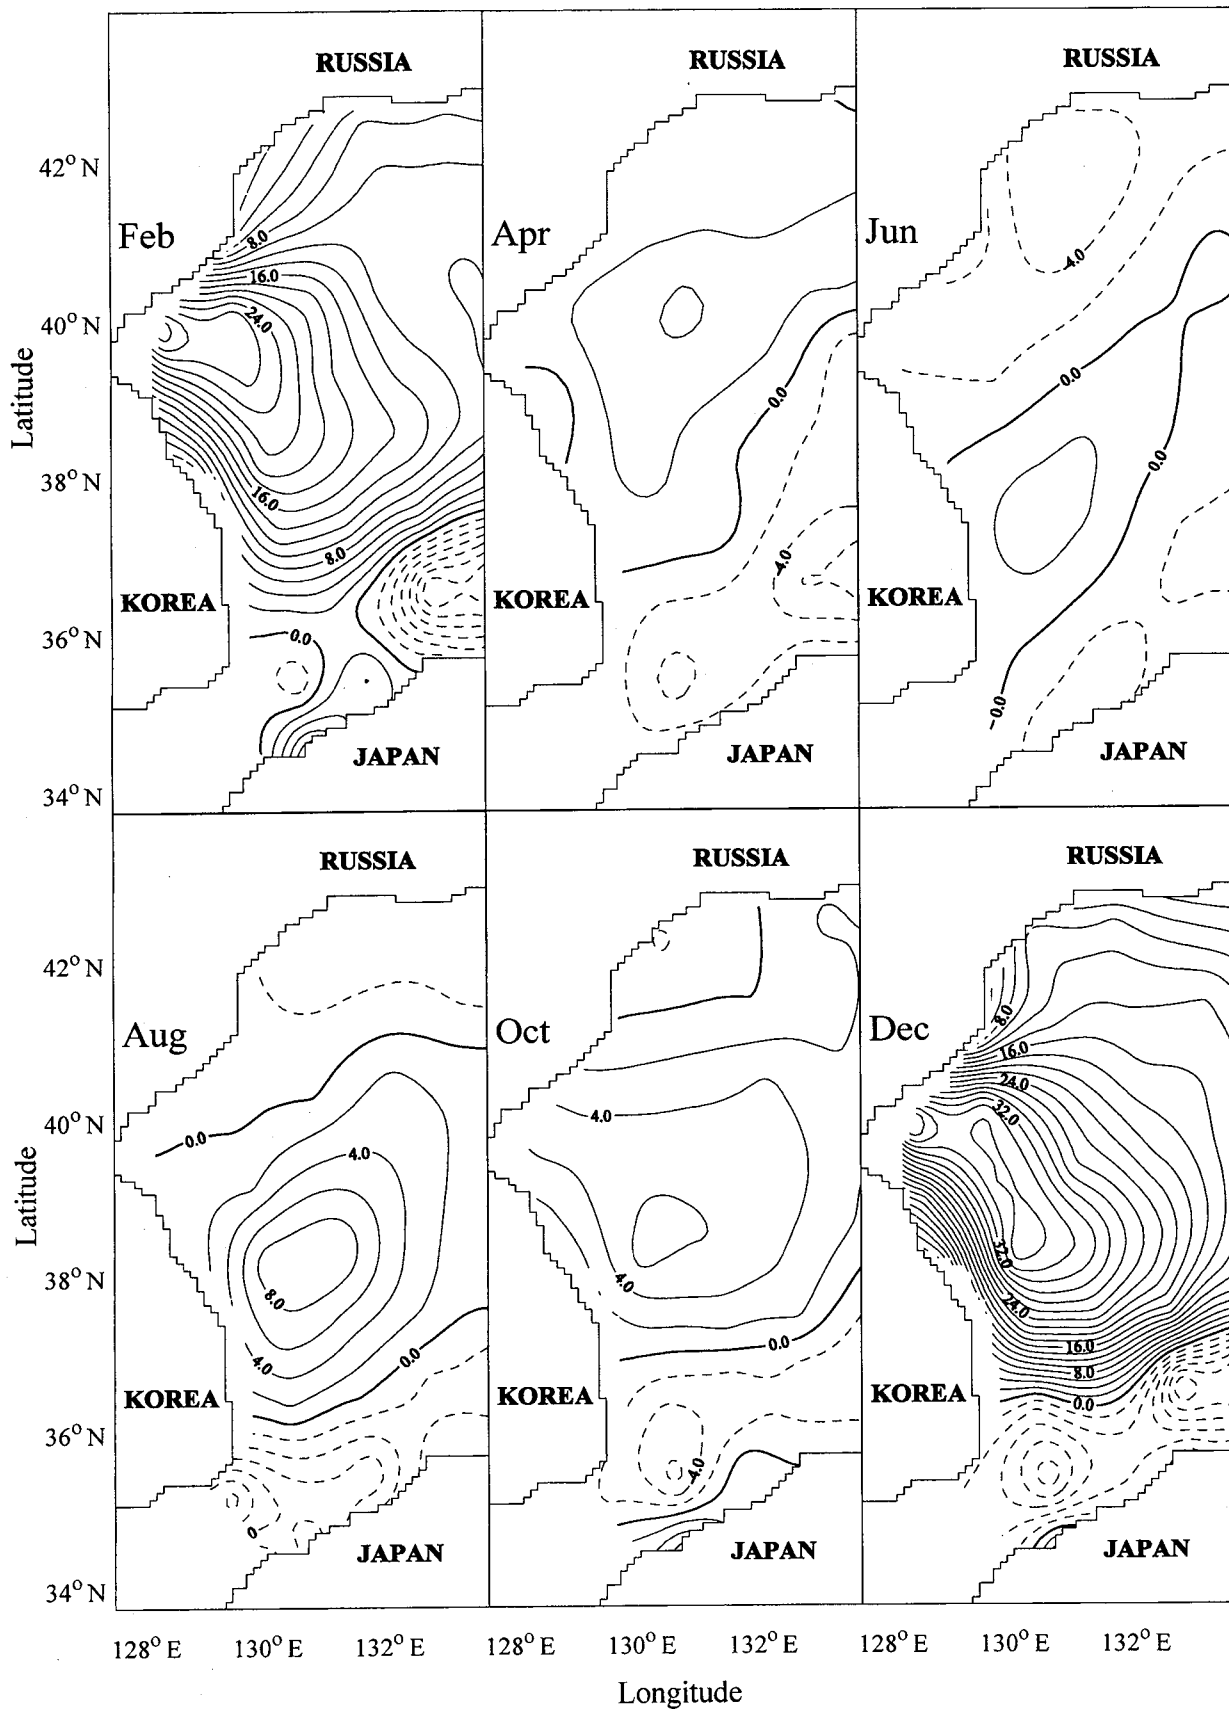 RUSSIA
RUSSIA
RUSSIA
42° N
Feb
8.0
Apr
Jun
4.0
16.0
40° N
24.0
0.0
0.0
Latitude
38° N
16.0
0.0
8.0
4.0
KOREA
KOREA
KOREA
36° N
0.0
0.0
JAPAN
JAPAN
JAPAN
34° N
RUSSIA
RUSSIA
RUSSIA
42° N
Aug
Oct
Dec
8.0
16.0
24.0
32.0
40° N
0.0
4.0
4.0
Latitude
38° N
8.0
4.0
32.0
24.0
4.0
0.0
0.0
16.0
8.0
KOREA
KOREA
KOREA
0.0
36° N
4.0
0
JAPAN
JAPAN
JAPAN
34° N
128° E 130° E 132° E 130° E 132° E 128° E 130° E 132° E
Longitude